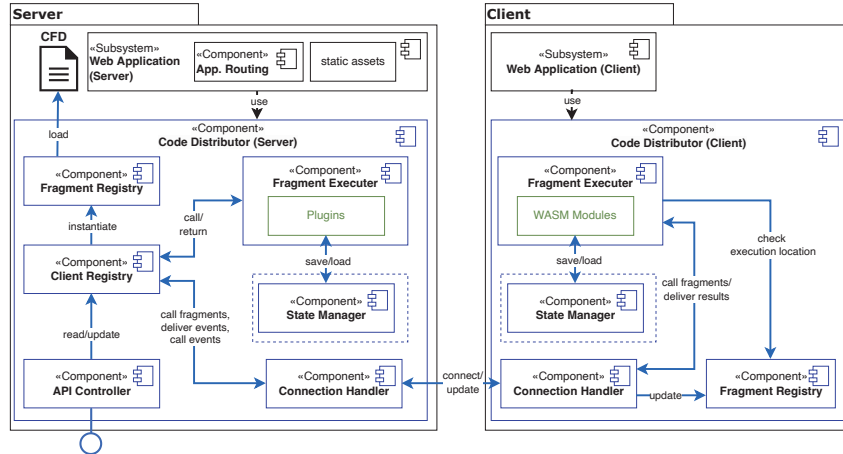 Server
CFD
«Subsystem»
Web Application
(Server)
«Component»
App. Routing
static assets
use
load
«Component»
Code Distributor (Server)
«Component»
Fragment Registry
instantiate
«Component»
Client Registry
read/update
«Component»
API Controller
call/
return
«Component»
Fragment Executer
Plugins
save/load
«Component»
State Manager
call fragments,
deliver events,
call events
«Component»
Connection Handler
connect/
update
Client
«Subsystem»
Web Application (Client)
use
«Component»
Code Distributor (Client)
«Component»
Fragment Executer
WASM Modules
save/load
«Component»
State Manager
check
execution location
call fragments/
deliver results
«Component»
Connection Handler
update
«Component»
Fragment Registry